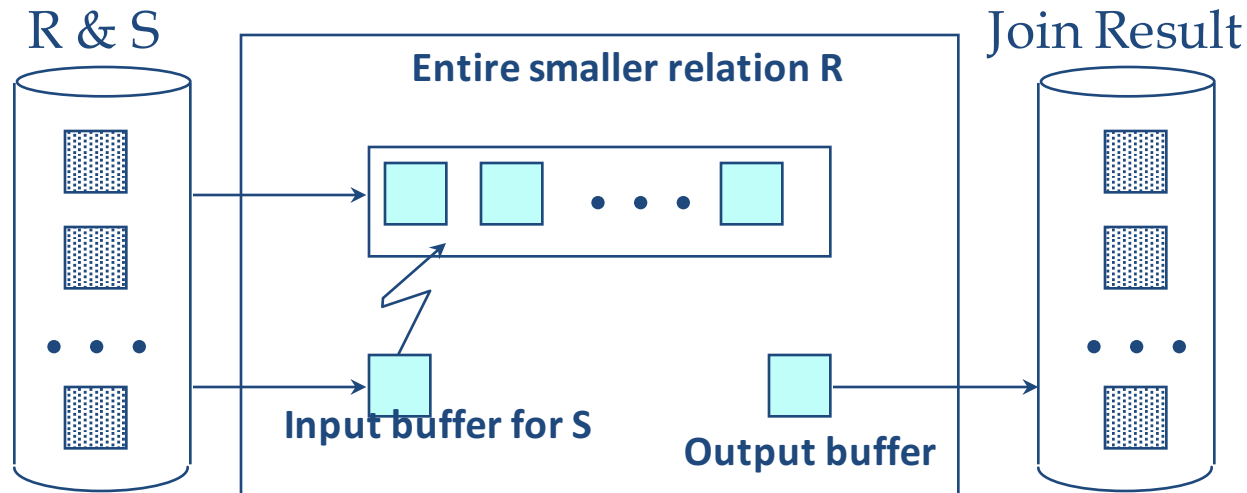 R & S
Join Result
Entire smaller relation R
Input buffer for S
Output buffer